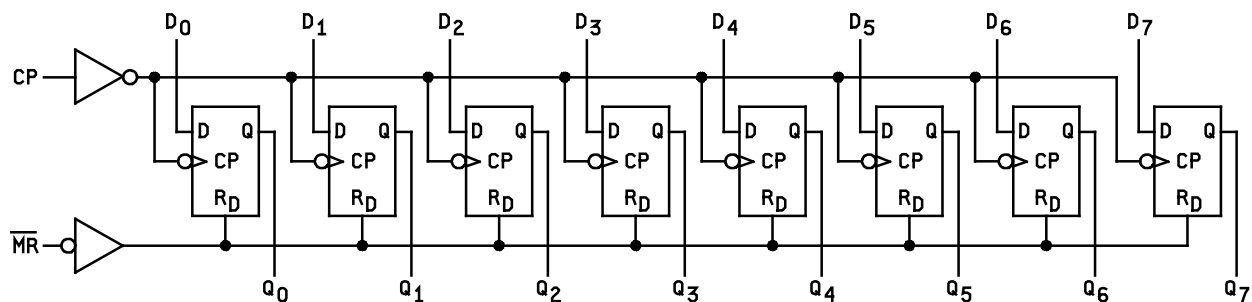 D0 D1 D2 D3 D4 D5 D6 D7
CP
D Q D Q D Q D Q D Q D Q D Q D Q
CP CP CP CP CP CP CP CP
RD RD RD RD RD RD RD RD
MR
Q0 Q1 Q2 Q3 Q4 Q5 Q6 Q7